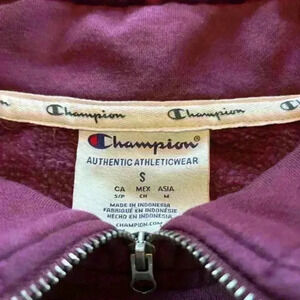 Champion Champion
Champion
AUTHENTIC ATHLETICWEAR
S
CA MEX ASIA
S/P CH M
MADE IN INDONESIA
FABRIQUÉ EN INDONÉSIE
HECHO EN INDONESIA
CHAMPION.COM